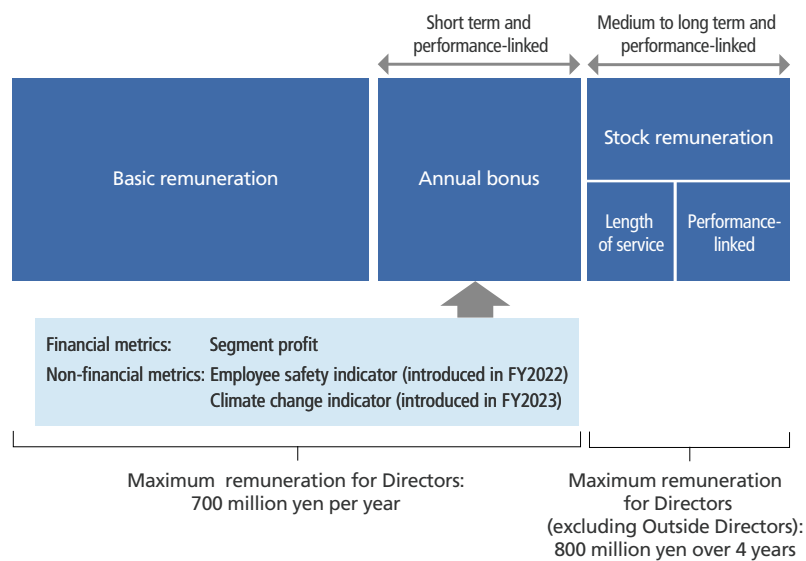 Short term and
performance-linked
Medium to long term and
performance-linked
Basic remuneration
Annual bonus
Stock remuneration
Length
of service
Performance-
linked
Financial metrics: Segment profit
Non-financial metrics: Employee safety indicator (introduced in FY2022)
Climate change indicator (introduced in FY2023)
Maximum remuneration for Directors:
700 million yen per year
Maximum remuneration
for Directors
(excluding Outside Directors):
800 million yen over 4 years